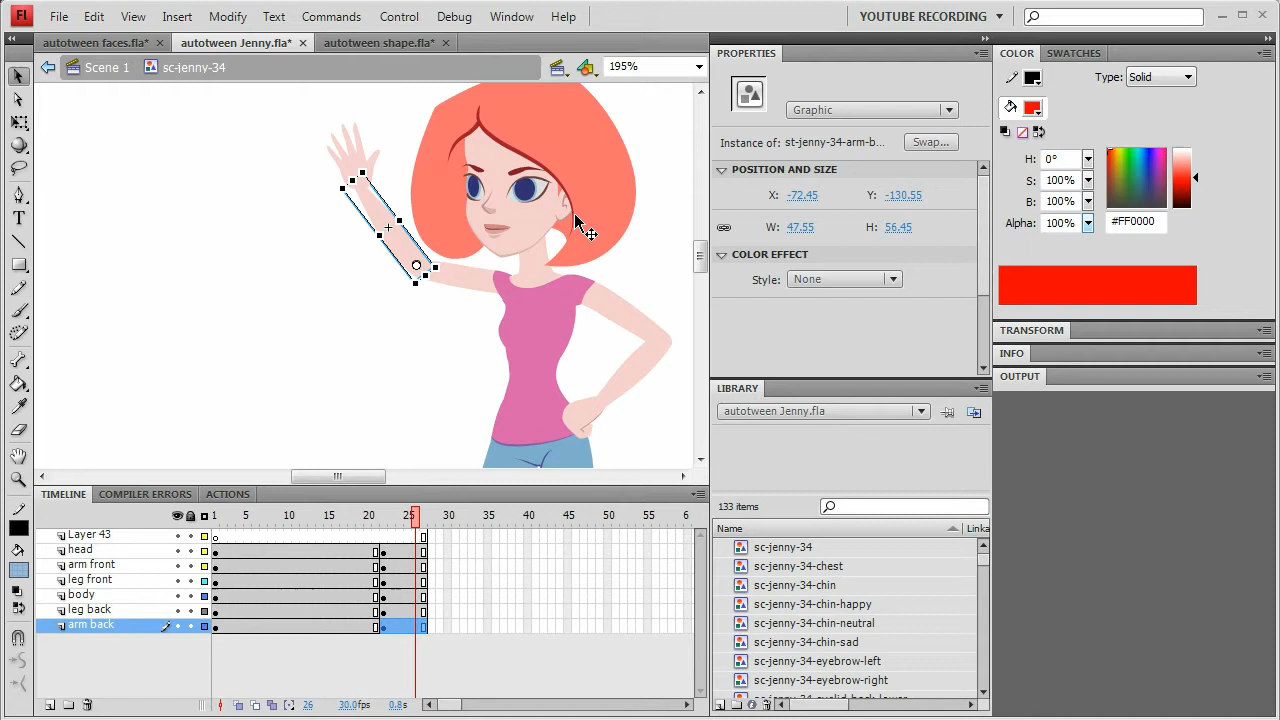 Fl File Edit View Insert Modify Text Commands Control Debug Window Help YOUTUBE RECORDING
autotween faces.fla* autotween Jenny.fla* autotween shape.fla*
Scene 1 sc-jenny-34 195%
PROPERTIES
Graphic
Instance of: st-jenny-34-arm-b... Swap...
POSITION AND SIZE
X: -72.45 Y: -130.55
W: 47.55 H: 56.45
COLOR EFFECT
Style: None
LIBRARY
autotween Jenny.fla
133 items
Name Linka
sc-jenny-34
sc-jenny-34-chest
sc-jenny-34-chin
sc-jenny-34-chin-happy
sc-jenny-34-chin-neutral
sc-jenny-34-chin-sad
sc-jenny-34-eyebrow-left
sc-jenny-34-eyebrow-right
sc-jenny-34-eyelid-back-lower
COLOR SWATCHES
Type: Solid
H: 0°
S: 100%
B: 100%
Alpha: 100% #FF0000
TRANSFORM
INFO
OUTPUT
TIMELINE COMPILER ERRORS ACTIONS
1 5 10 15 20 25 30 35 40 45 50 55 6
Layer 43
head
arm front
leg front
body
leg back
arm back
26 30.0fps 0.8s